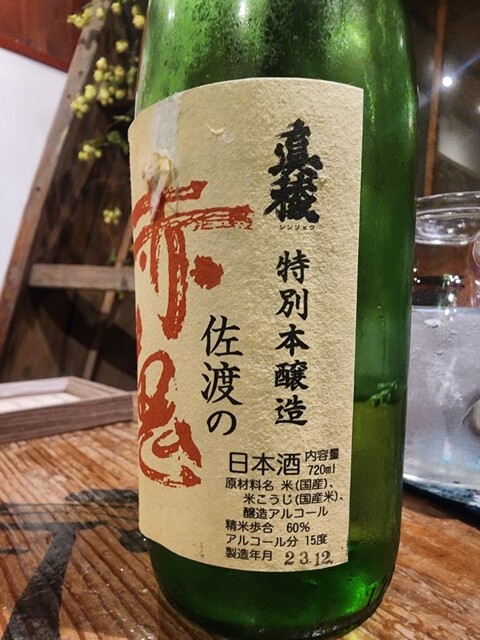 真稜
シンリョウ
特別本醸造
佐渡の
赤鬼
日本酒 内容量 720ml
原材料名 米(国産)、
米こうじ(国産米)、
醸造アルコール
精米歩合 60%
アルコール分 15度
製造年月 23.12.